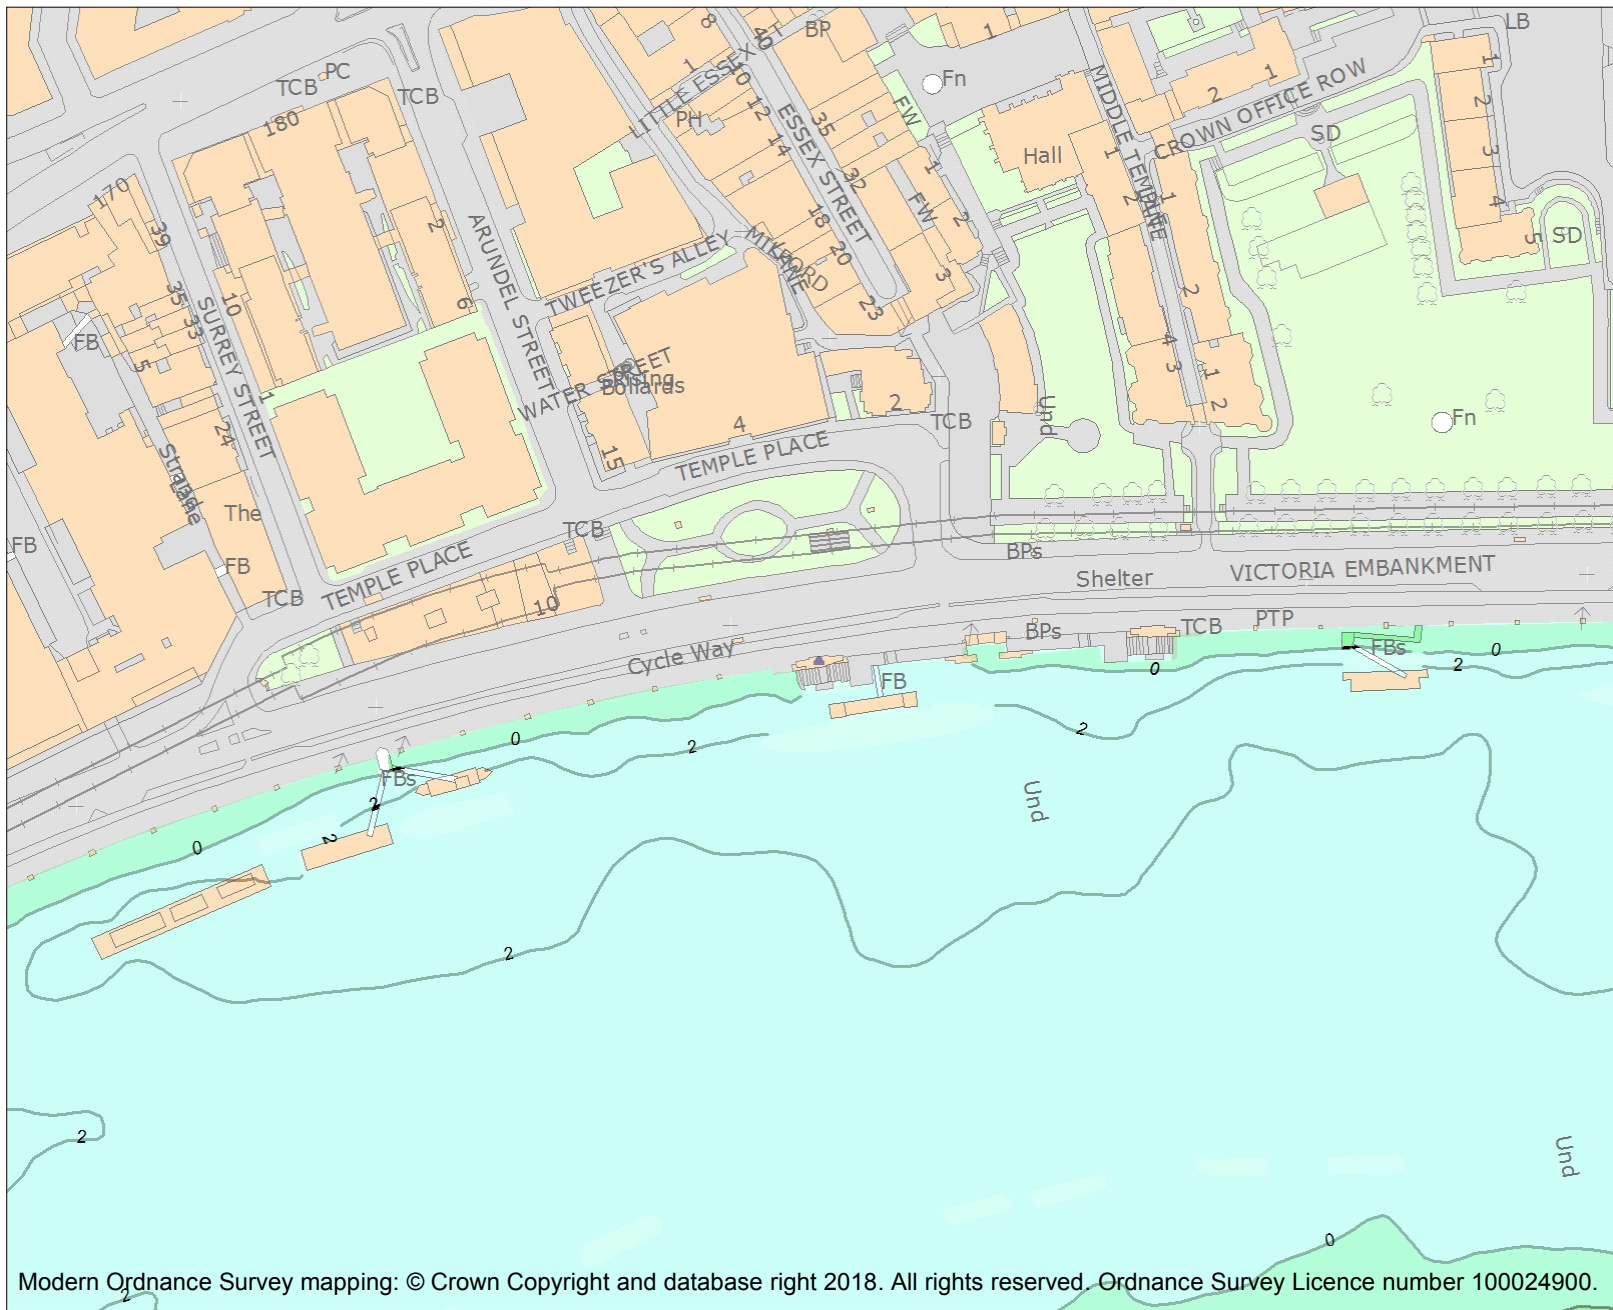 8
40
BP
1
LB
1
10
LITTLE ESSEX ST
PC
TCB
TCB
Fn
MIDDLE TEMPLE LANE
1
2
CROWN OFFICE ROW
1
2
3
4
5
SD
SD
180
12
14
PH
35
ESSEX STREET
32
FW
FW
1
2
3
Hall
1
2
1
2
170
39
2
6
ARUNDEL STREET
18
20
23
MILFORD LANE
TWEEZER'S ALLEY
35
33
10
SURREY STREET
FB
5
1
24
4
3
1
2
WATER STREET
Rising Bollards
15
4
2
TCB
Und
Fn
TEMPLE PLACE
Strand Lane
The
FB
FB
TCB
TCB
TEMPLE PLACE
10
BPs
Shelter
VICTORIA EMBANKMENT
Cycle Way
BPs
TCB
PTP
FBs
0
2
0
FB
2
0
2
FBs
2
2
0
Und
2
2
Und
0
2
Modern Ordnance Survey mapping: © Crown Copyright and database right 2018. All rights reserved. Ordnance Survey Licence number 100024900.